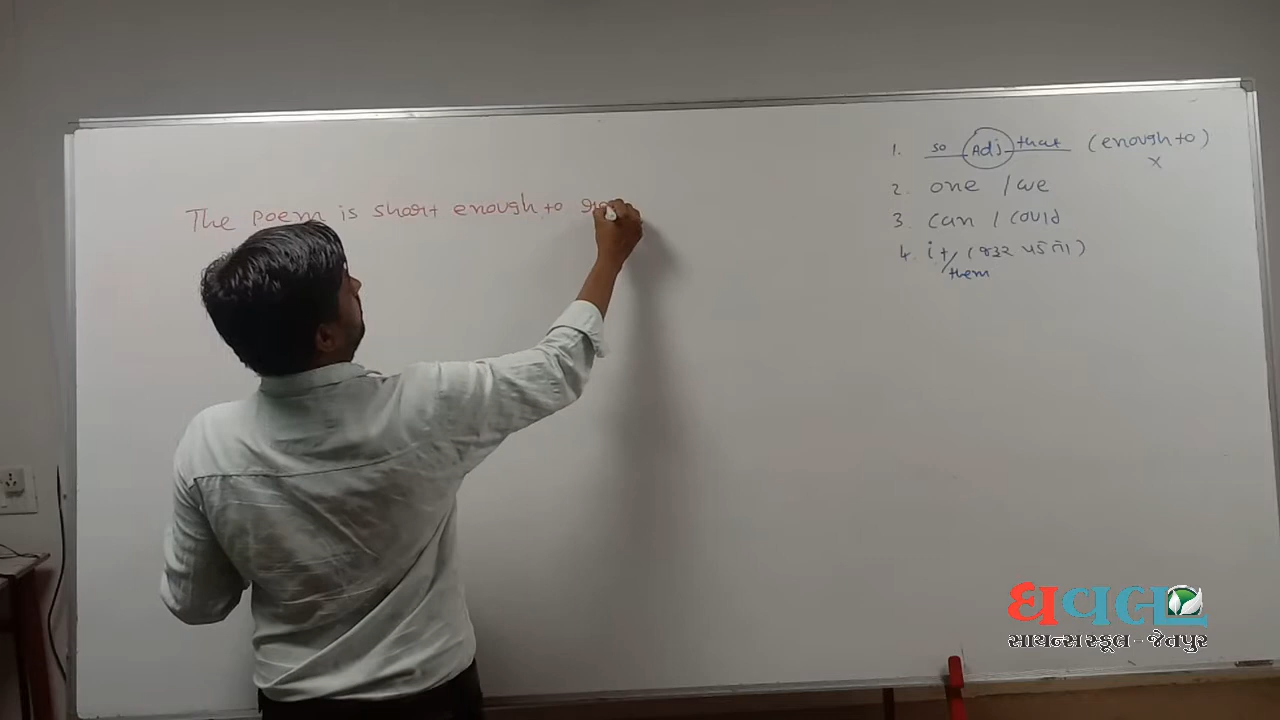 The poem is short enough to
1. so Adj that (enough to)
x
2. one / we
3. can / could
4. it / (જરૂર પડે તો)
them
ધવલ
સાયન્સ સ્કૂલ - જેતપુર